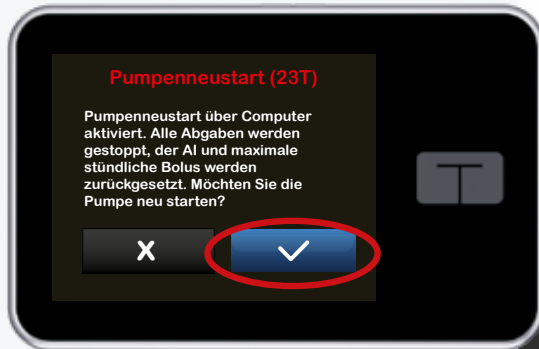 Pumpenneustart (23T)
Pumpenneustart über Computer
aktiviert. Alle Abgaben werden
gestoppt, der AI und maximale
stündliche Bolus werden
zurückgesetzt. Möchten Sie die
Pumpe neu starten?
X